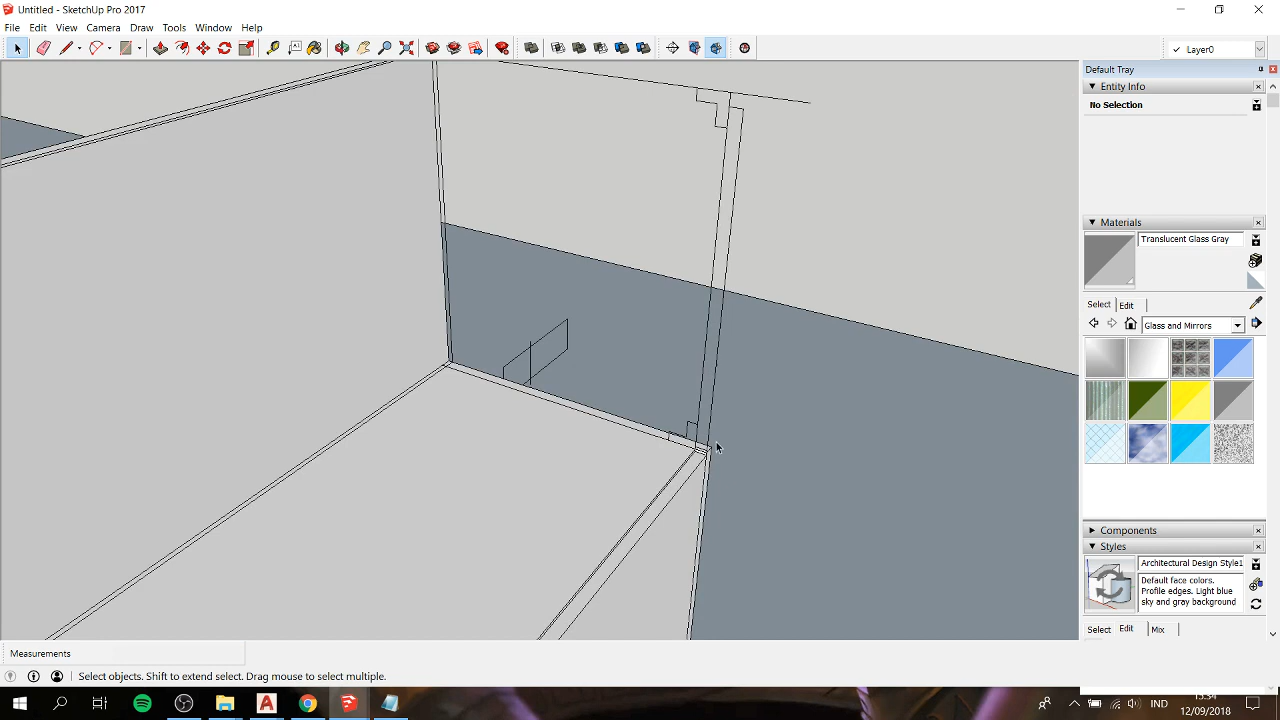 Untitled - SketchUp Pro 2017
File Edit View Camera Draw Tools Window Help
Layer0
Default Tray
Entity Info
No Selection
Materials
Translucent Glass Gray
Select Edit
Glass and Mirrors
Components
Styles
Architectural Design Style1
Default face colors.
Profile edges. Light blue
sky and gray background
Select Edit Mix
Measurements
Select objects. Shift to extend select. Drag mouse to select multiple.
IND
15.34
12/09/2018